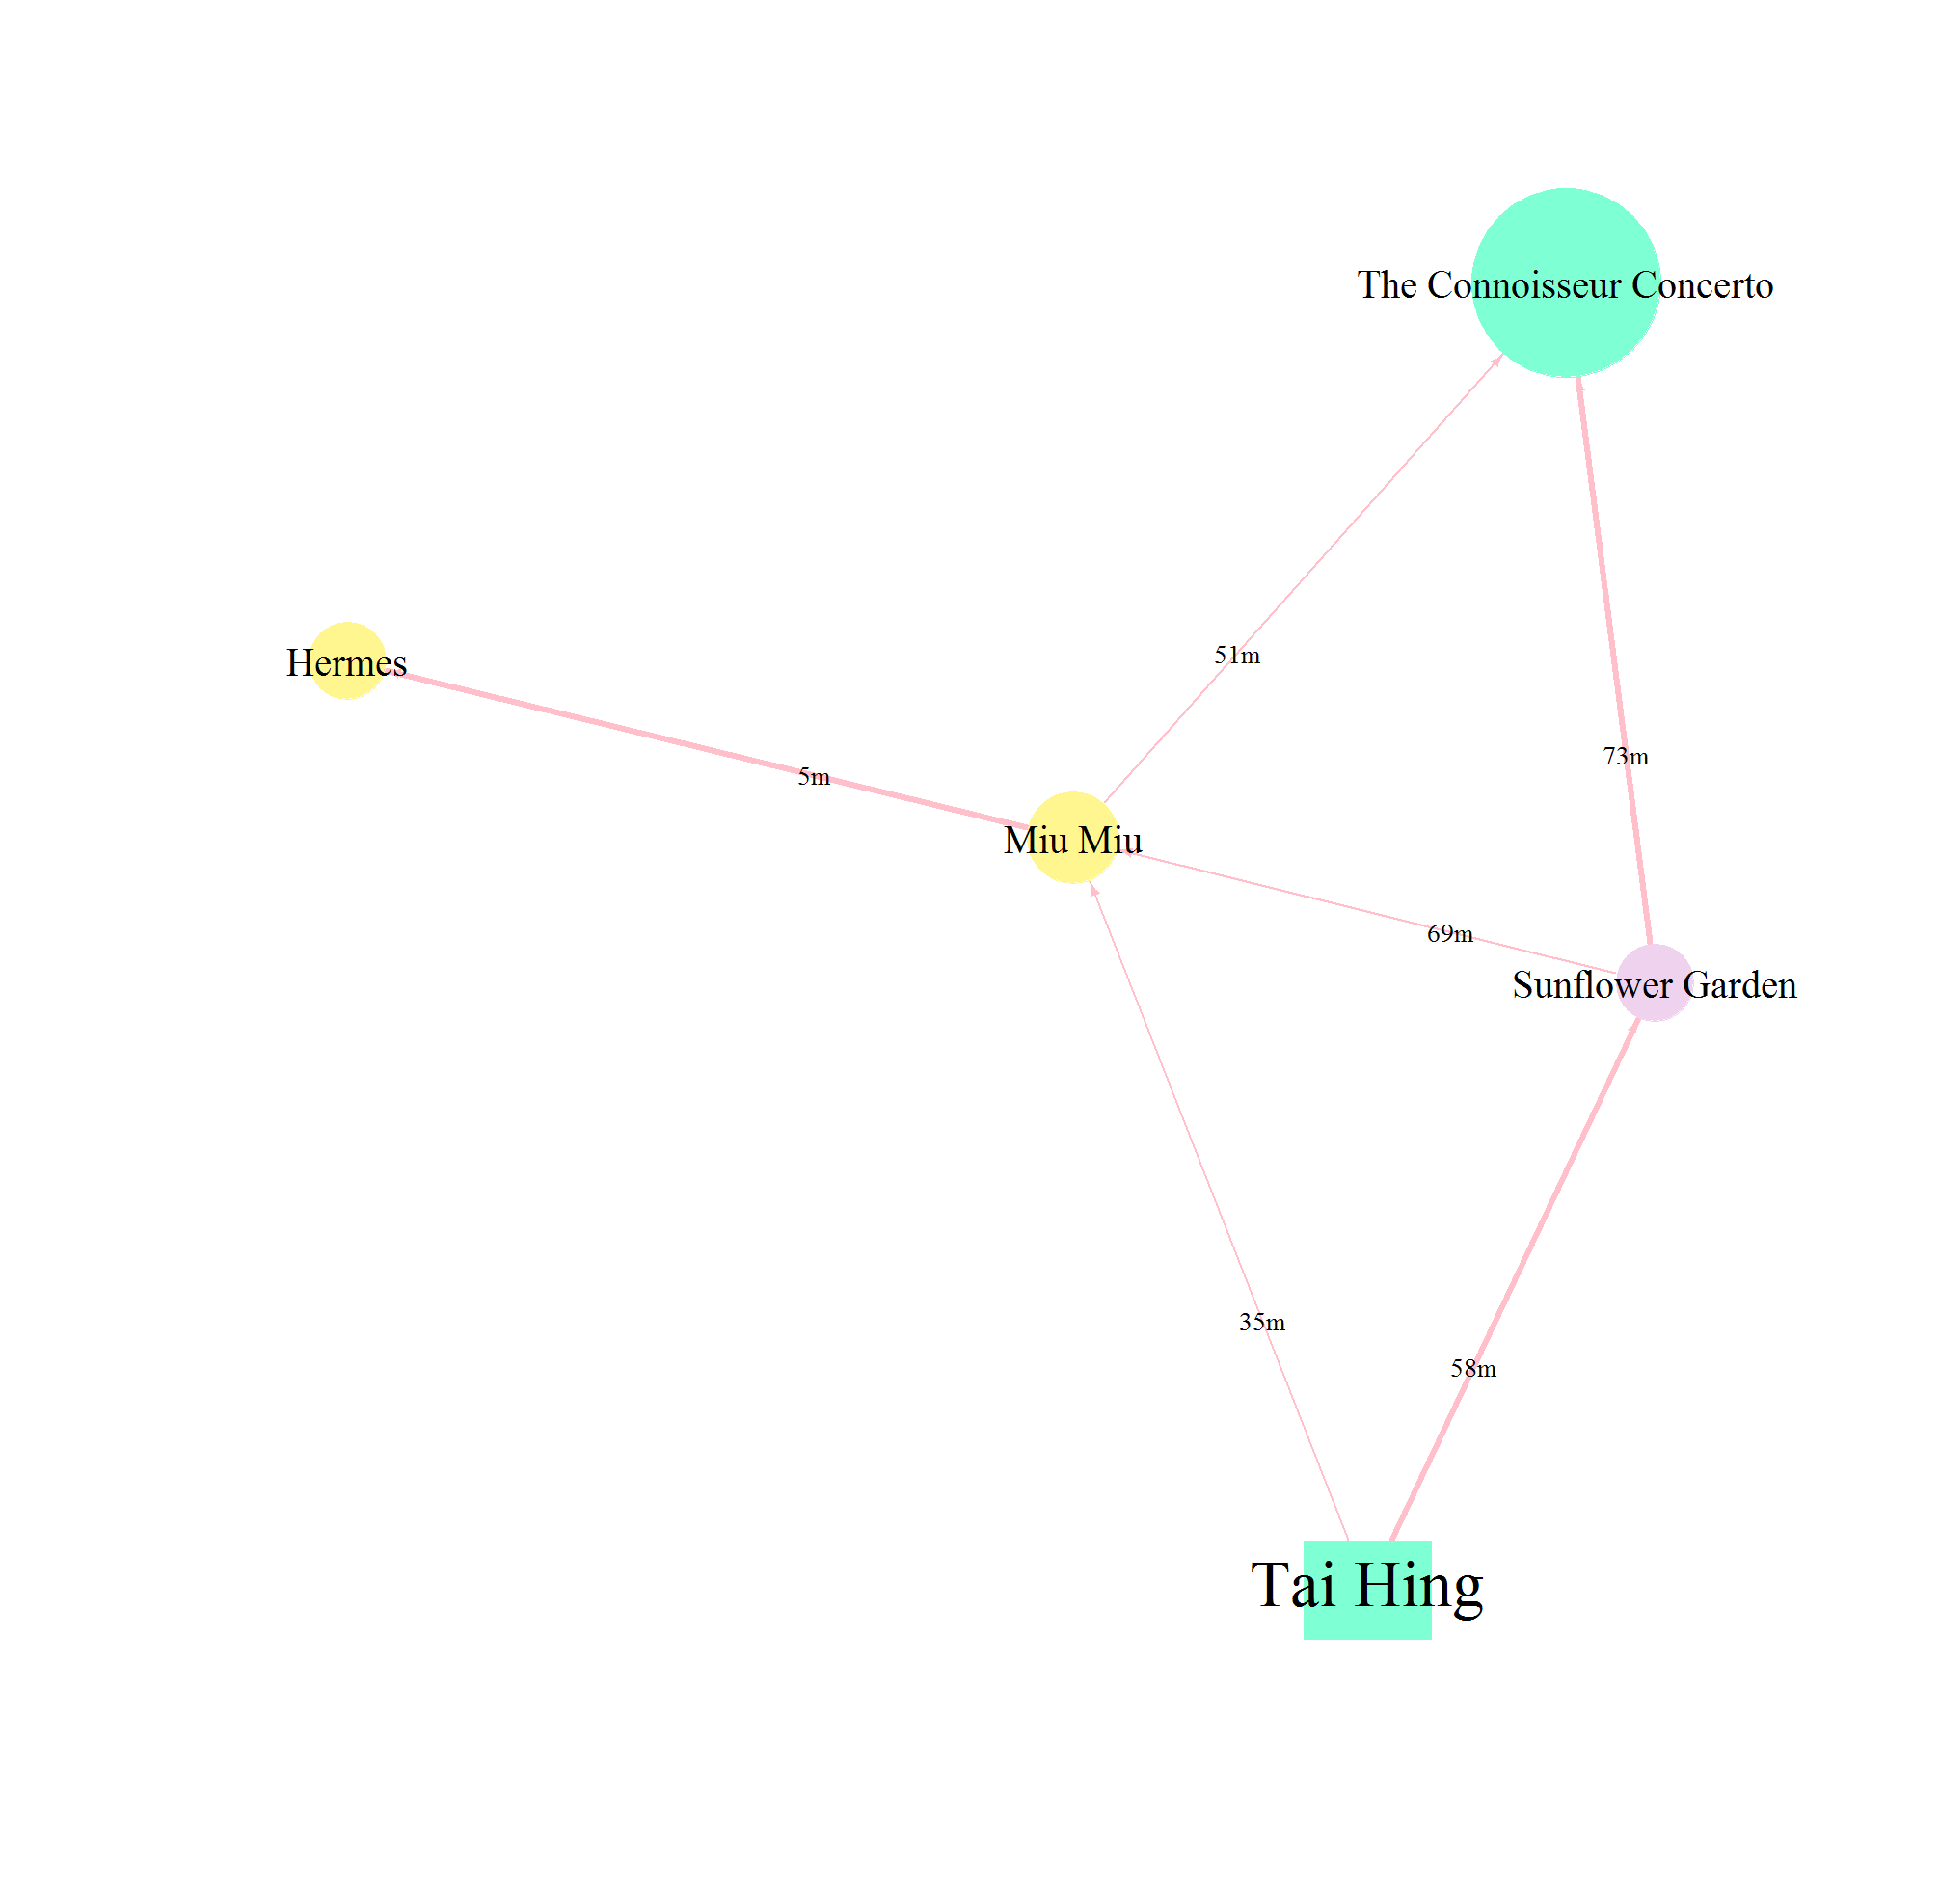 The Connoisseur Concerto
51m
Hermes
73m
5m
Miu Miu
69m
Sunflower Garden
35m
58m
Tai Hing